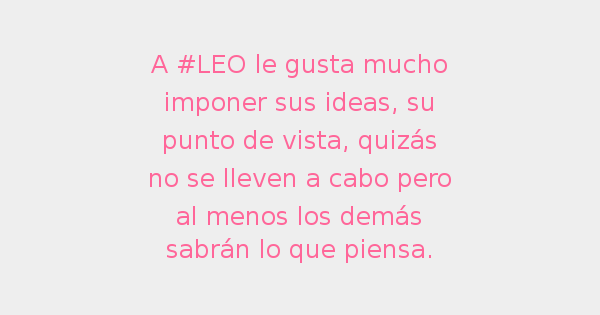 A #LEO le gusta mucho
imponer sus ideas, su
punto de vista, quizás
no se lleven a cabo pero
al menos los demás
sabrán lo que piensa.